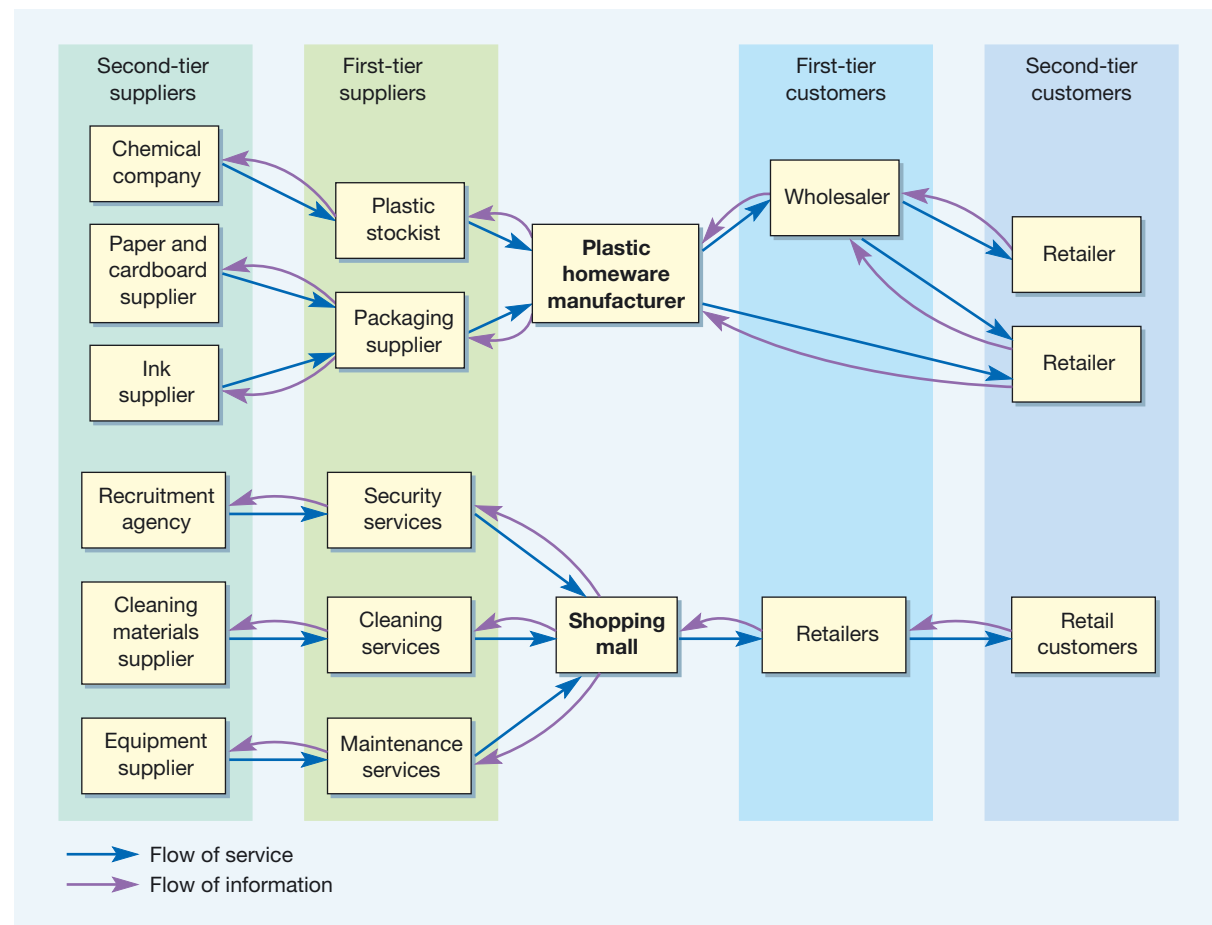 Second-tier
suppliers
First-tier
suppliers
First-tier
customers
Second-tier
customers
Chemical
company
Plastic
stockist
Paper and
cardboard
supplier
Packaging
supplier
Ink
supplier
Plastic
homeware
manufacturer
Wholesaler
Retailer
Retailer
Recruitment
agency
Security
services
Cleaning
materials
supplier
Cleaning
services
Shopping
mall
Retailers
Retail
customers
Equipment
supplier
Maintenance
services
Flow of service
Flow of information